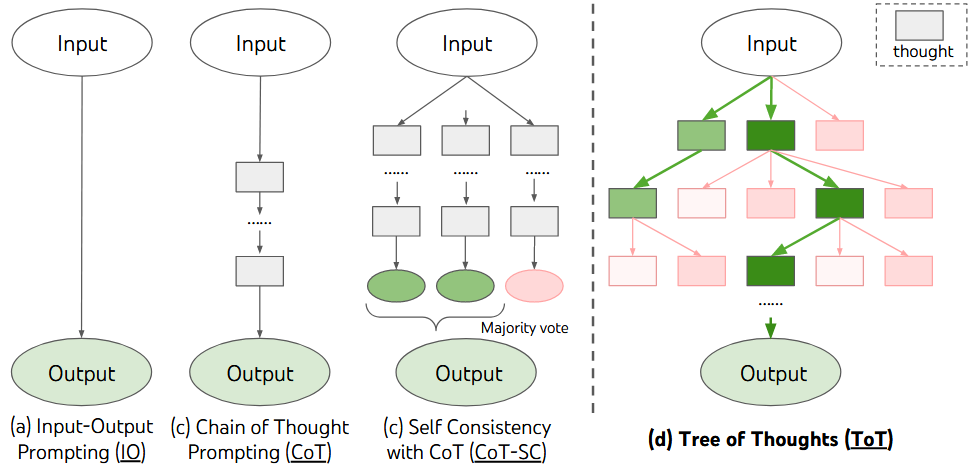 Input
Input
Input
Input
thought
......
......
......
......
......
Majority vote
Output
Output
Output
Output
(a) Input-Output
Prompting (IO)
(c) Chain of Thought
Prompting (CoT)
(c) Self Consistency
with CoT (CoT-SC)
(d) Tree of Thoughts (ToT)